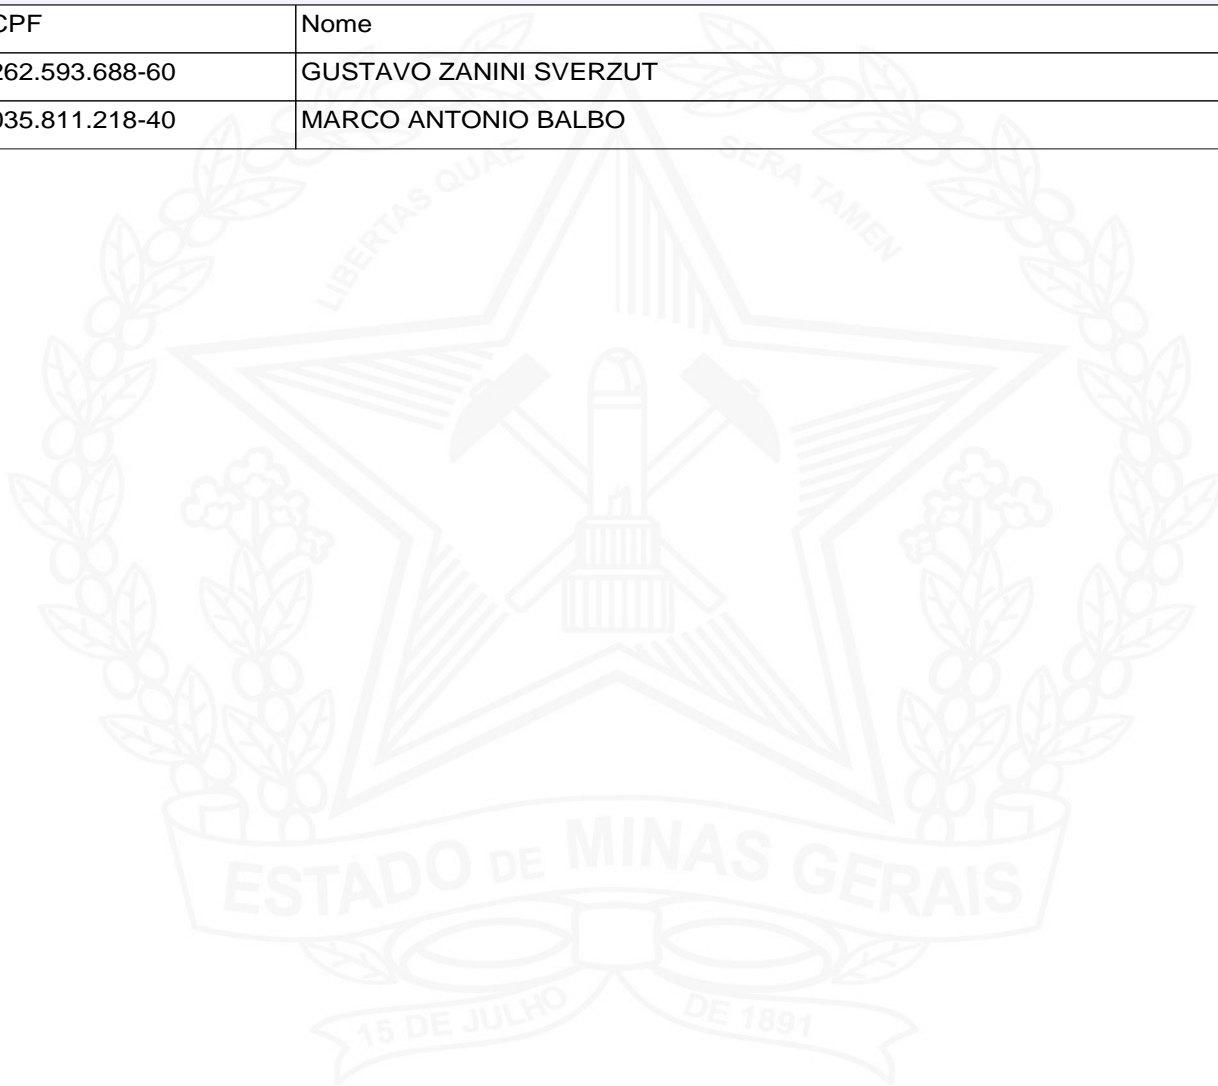 CPF Nome
262.593.688-60 GUSTAVO ZANINI SVERZUT
035.811.218-40 MARCO ANTONIO BALBO
LIBERTAS QUAE SERA TAMEN
ESTADO DE MINAS GERAIS
15 DE JULHO DE 1891